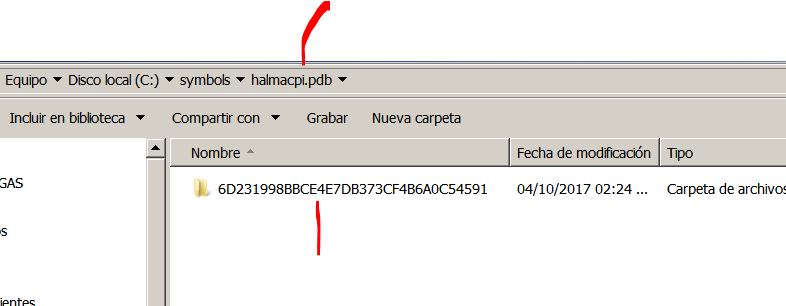 Equipo ▾ Disco local (C:) ▾ symbols ▾ halmacpi.pdb ▾
Incluir en biblioteca ▾ Compartir con ▾ Grabar Nueva carpeta
Nombre Fecha de modificación Tipo
GAS
6D231998BBCE4E7DB373CF4B6A0C54591 04/10/2017 02:24 ... Carpeta de archivos
os
ientes